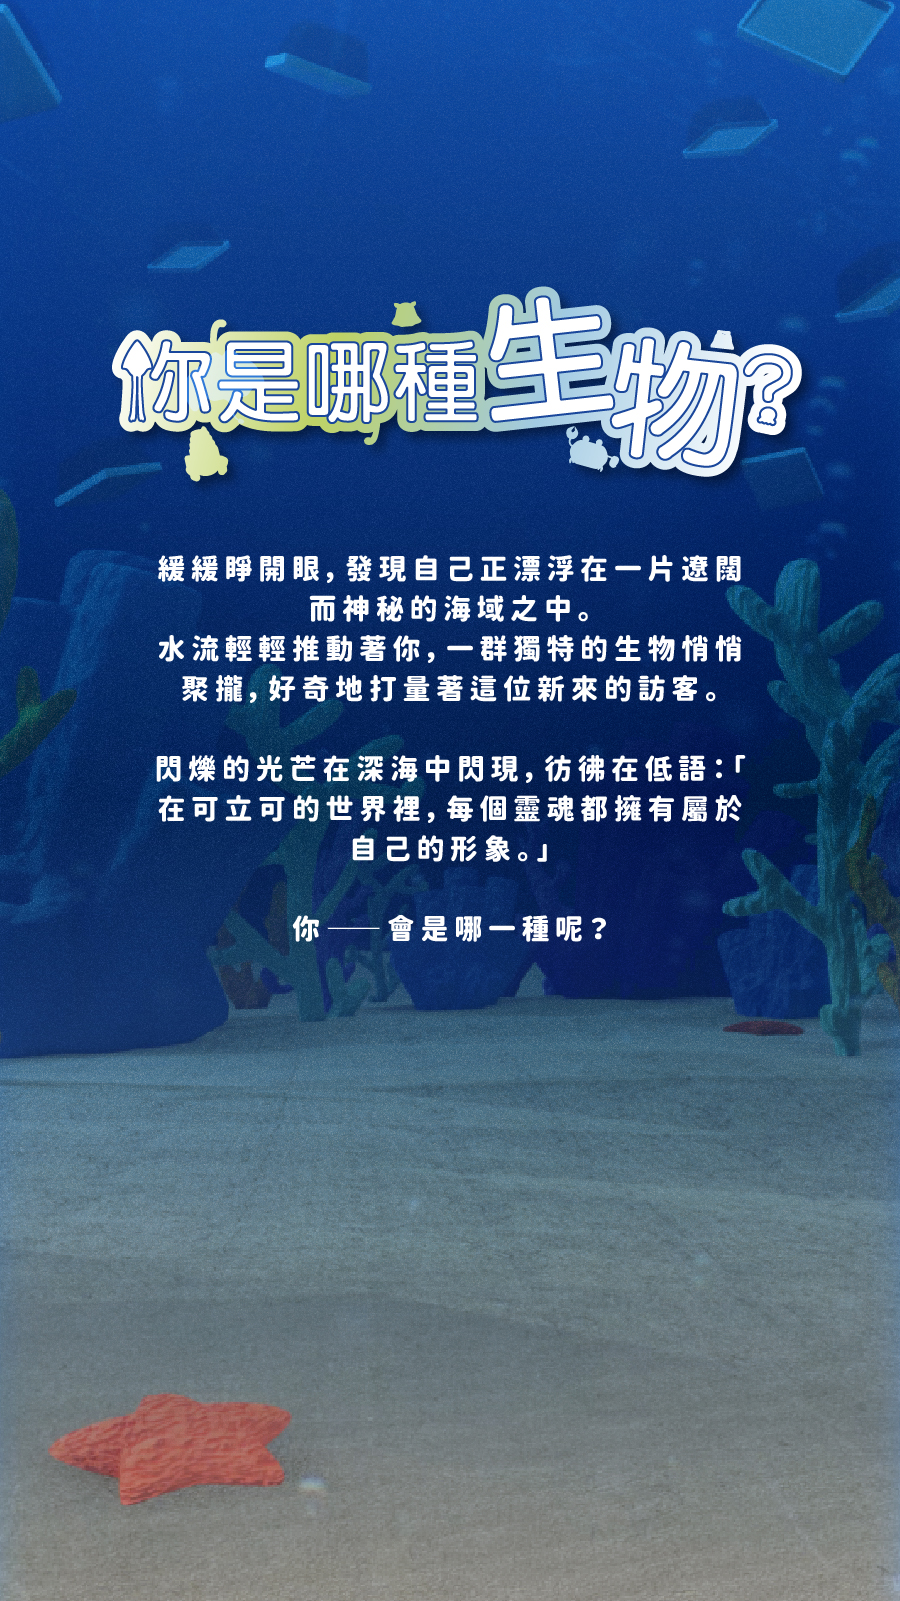 你是哪種生物?
緩緩睜開眼,發現自己正漂浮在一片遼闊
而神秘的海域之中。
水流輕輕推動著你,一群獨特的生物悄悄
聚攏,好奇地打量著這位新來的訪客。
閃爍的光芒在深海中閃現,彷彿在低語:「
在可立可的世界裡,每個靈魂都擁有屬於
自己的形象。」
你——會是哪一種呢?